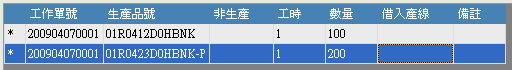 工作單號 生產品號 非生產 工時 數量 借入產線 備註
* 200904070001 01R0412D0HBNK 1 100
* 200904070001 01R0423D0HBNK-P 1 200